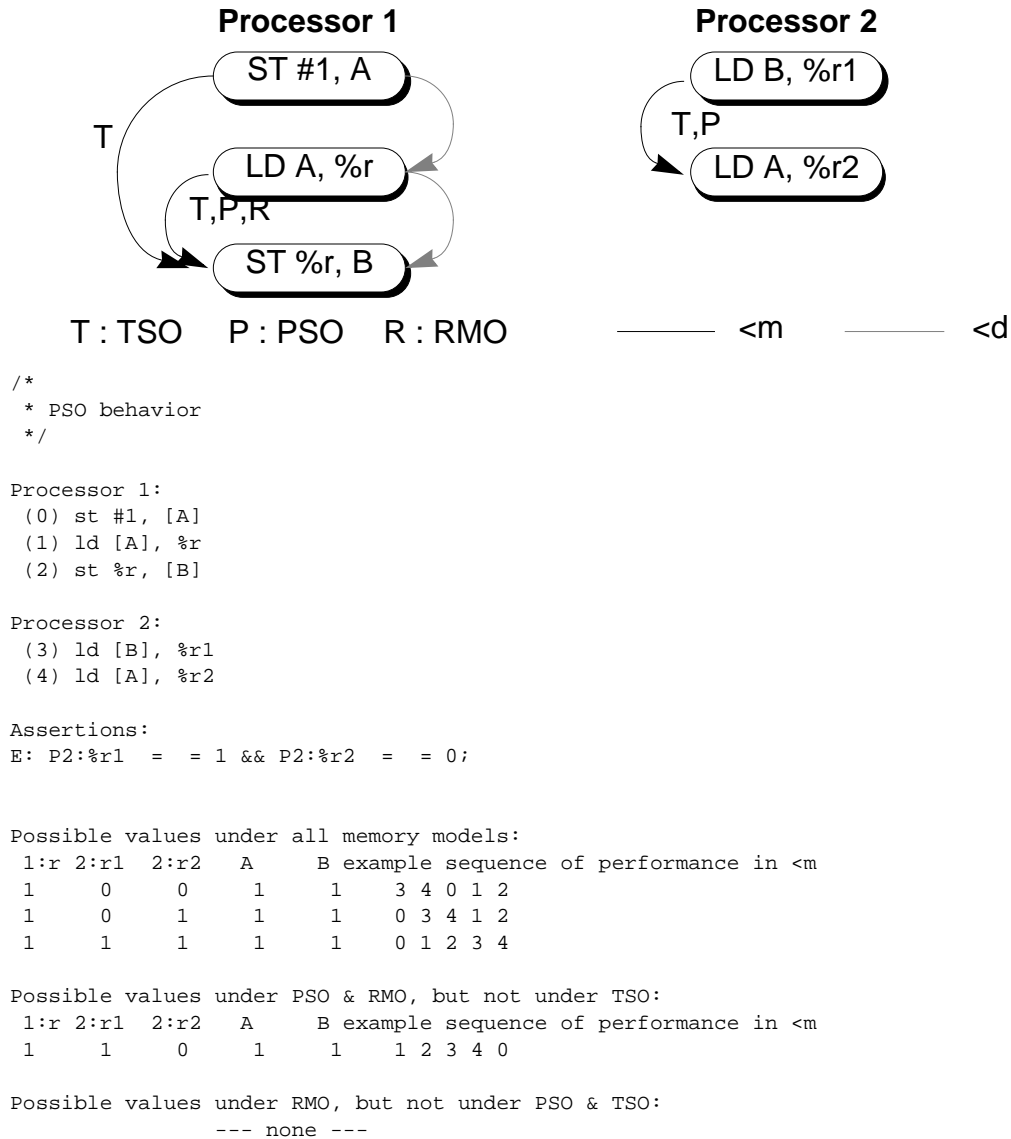 Processor 1 Processor 2
ST #1, A LD B, %r1
T T,P
LD A, %r LD A, %r2
T,P,R
ST %r, B
T : TSO P : PSO R : RMO <m <d
/*
 * PSO behavior
 */
Processor 1:
 (0) st #1, [A]
 (1) ld [A], %r
 (2) st %r, [B]
Processor 2:
 (3) ld [B], %r1
 (4) ld [A], %r2
Assertions:
E: P2:%r1 = = 1 && P2:%r2 = = 0;
Possible values under all memory models:
 1:r 2:r1 2:r2 A B example sequence of performance in <m
 1 0 0 1 1 3 4 0 1 2
 1 0 1 1 1 0 3 4 1 2
 1 1 1 1 1 0 1 2 3 4
Possible values under PSO & RMO, but not under TSO:
 1:r 2:r1 2:r2 A B example sequence of performance in <m
 1 1 0 1 1 1 2 3 4 0
Possible values under RMO, but not under PSO & TSO:
 --- none ---